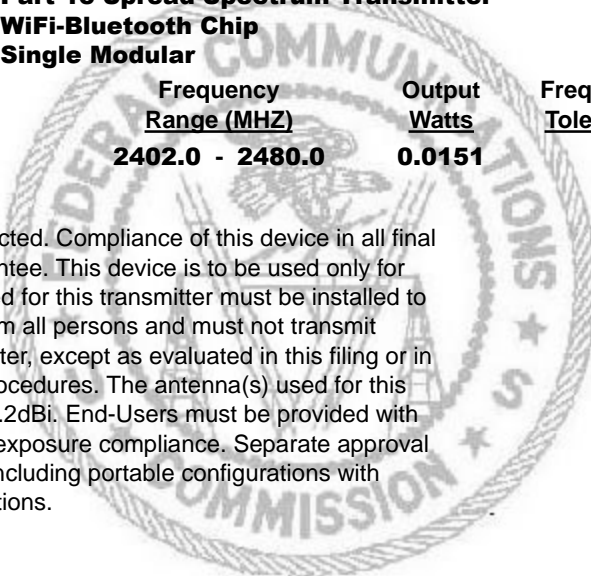 WiFi-Bluetooth Chip
Single Modular
Frequency Output
Range (MHZ) Watts
2402.0 - 2480.0 0.0151
cted. Compliance of this device in all final
ntee. This device is to be used only for
d for this transmitter must be installed to
m all persons and must not transmit
ter, except as evaluated in this filing or in
ocedures. The antenna(s) used for this
.2dBi. End-Users must be provided with
exposure compliance. Separate approval
ncluding portable configurations with
tions.
FEDERAL COMMUNICATIONS COMMISSION